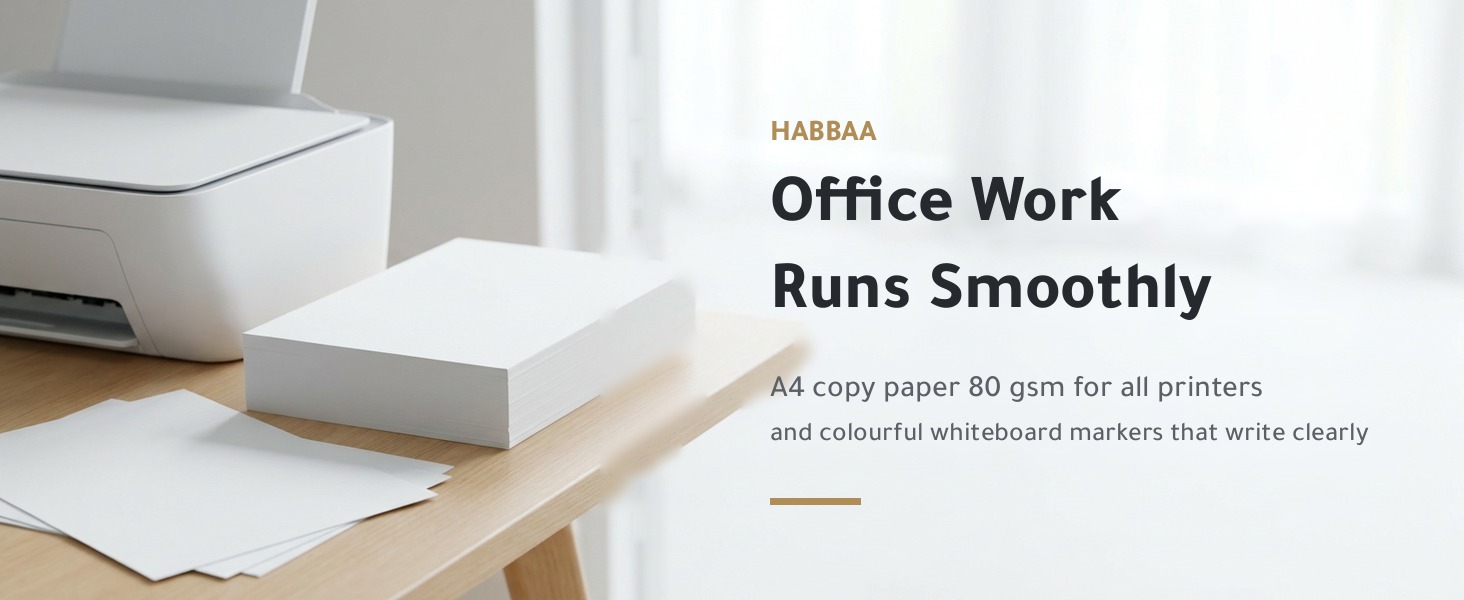 HABBAA
Office Work
Runs Smoothly
A4 copy paper 80 gsm for all printers
and colourful whiteboard markers that write clearly